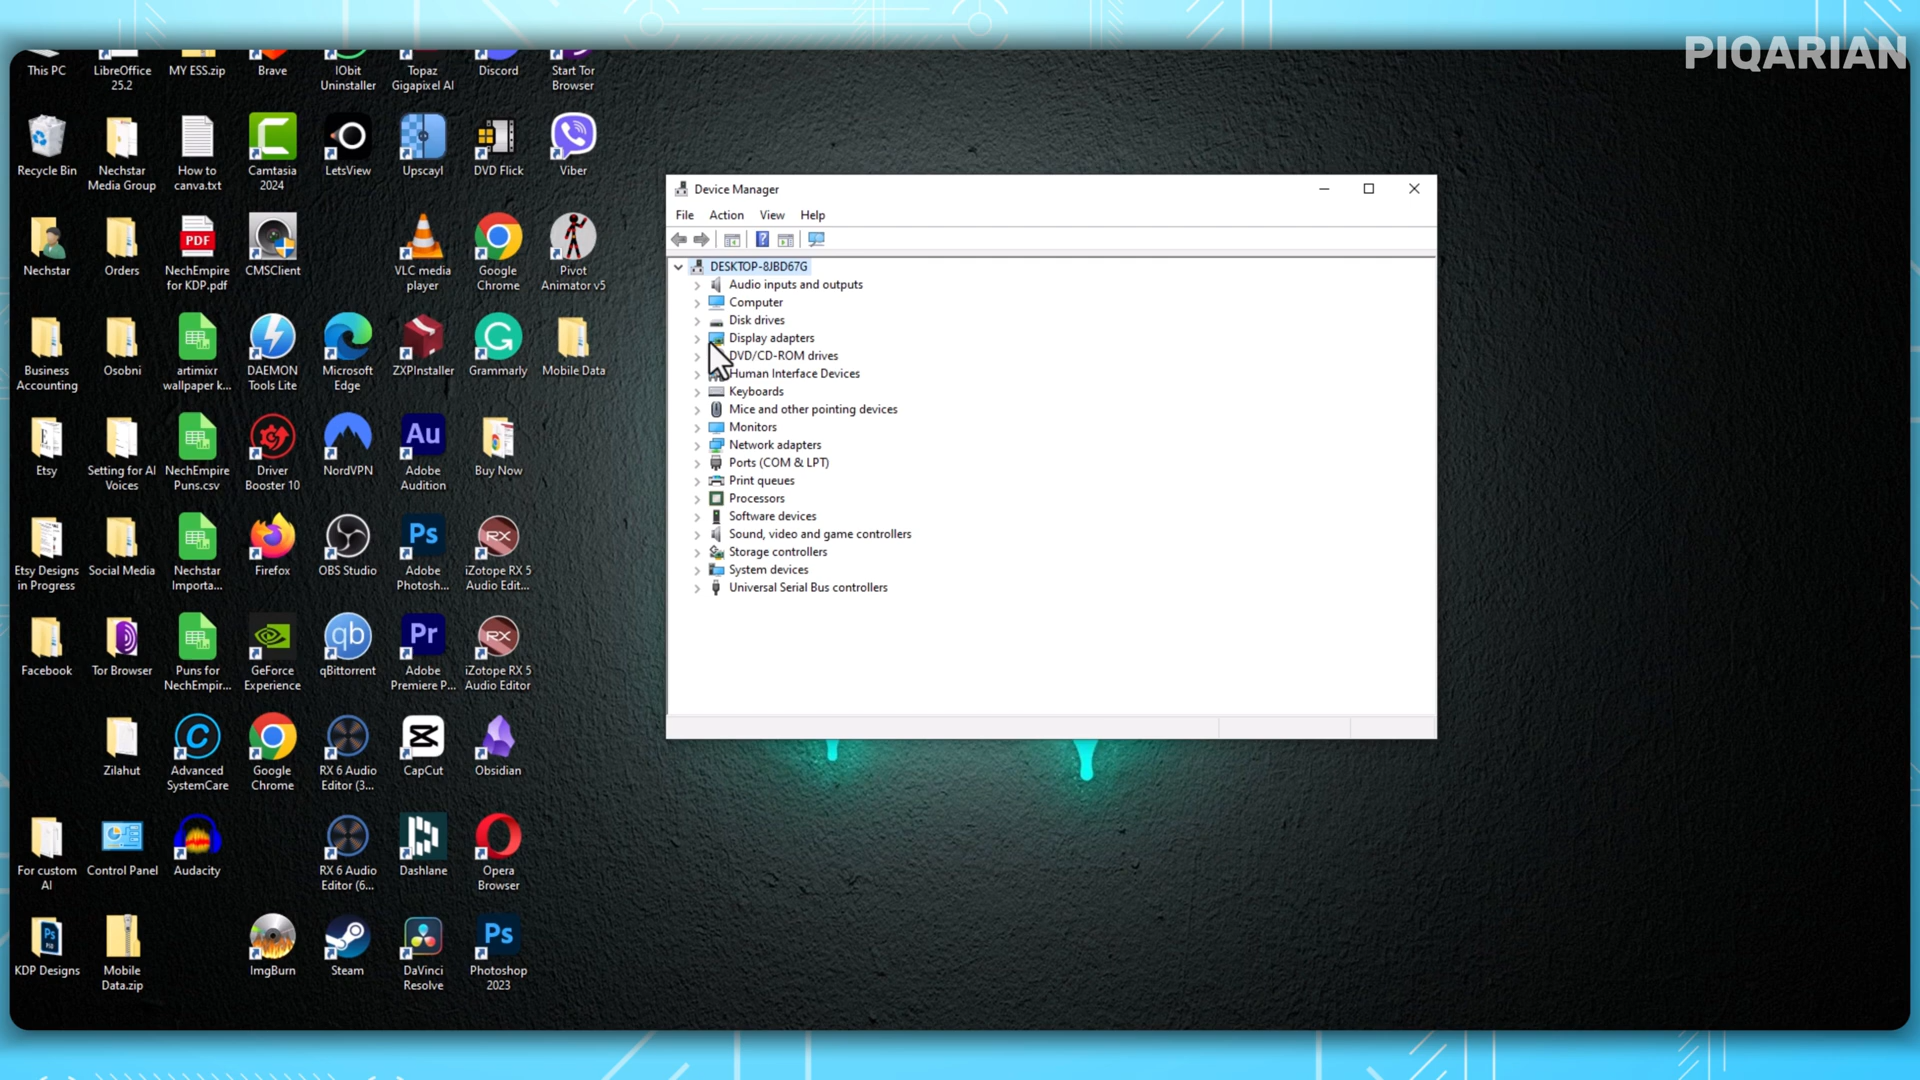 PIQARIAN
This PC
LibreOffice
25.2
MY ESS.zip
Brave
IObit
Uninstaller
Topaz
Gigapixel AI
Discord
Start Tor
Browser
Recycle Bin
Nechstar
Media Group
How to
canva.txt
Camtasia
2024
LetsView
Upscayl
DVD Flick
Viber
Nechstar
Orders
PDF
NechEmpire
for KDP.pdf
CMSClient
VLC media
player
Google
Chrome
Pivot
Animator v5
Business
Accounting
Osobni
artimixr
wallpaper k...
DAEMON
Tools Lite
Microsoft
Edge
ZXPInstaller
Grammarly
Mobile Data
Etsy
Setting for AI
Voices
NechEmpire
Puns.csv
Driver
Booster 10
NordVPN
Au
Adobe
Audition
Buy Now
Etsy Designs
in Progress
Social Media
Nechstar
Importa...
Firefox
OBS Studio
Ps
Adobe
Photosh...
RX
iZotope RX 5
Audio Edit...
Facebook
Tor Browser
Puns for
NechEmpir...
GeForce
Experience
qb
qBittorrent
Pr
Adobe
Premiere P...
RX
iZotope RX 5
Audio Editor
Zilahut
C
Advanced
SystemCare
Google
Chrome
RX 6 Audio
Editor (3...
CapCut
Obsidian
For custom
AI
Control Panel
Audacity
RX 6 Audio
Editor (6...
Dashlane
Opera
Browser
Ps
KDP Designs
Mobile
Data.zip
ImgBurn
Steam
DaVinci
Resolve
Ps
Photoshop
2023
Device Manager
File Action View Help
DESKTOP-8JBD67G
Audio inputs and outputs
Computer
Disk drives
Display adapters
DVD/CD-ROM drives
Human Interface Devices
Keyboards
Mice and other pointing devices
Monitors
Network adapters
Ports (COM & LPT)
Print queues
Processors
Software devices
Sound, video and game controllers
Storage controllers
System devices
Universal Serial Bus controllers